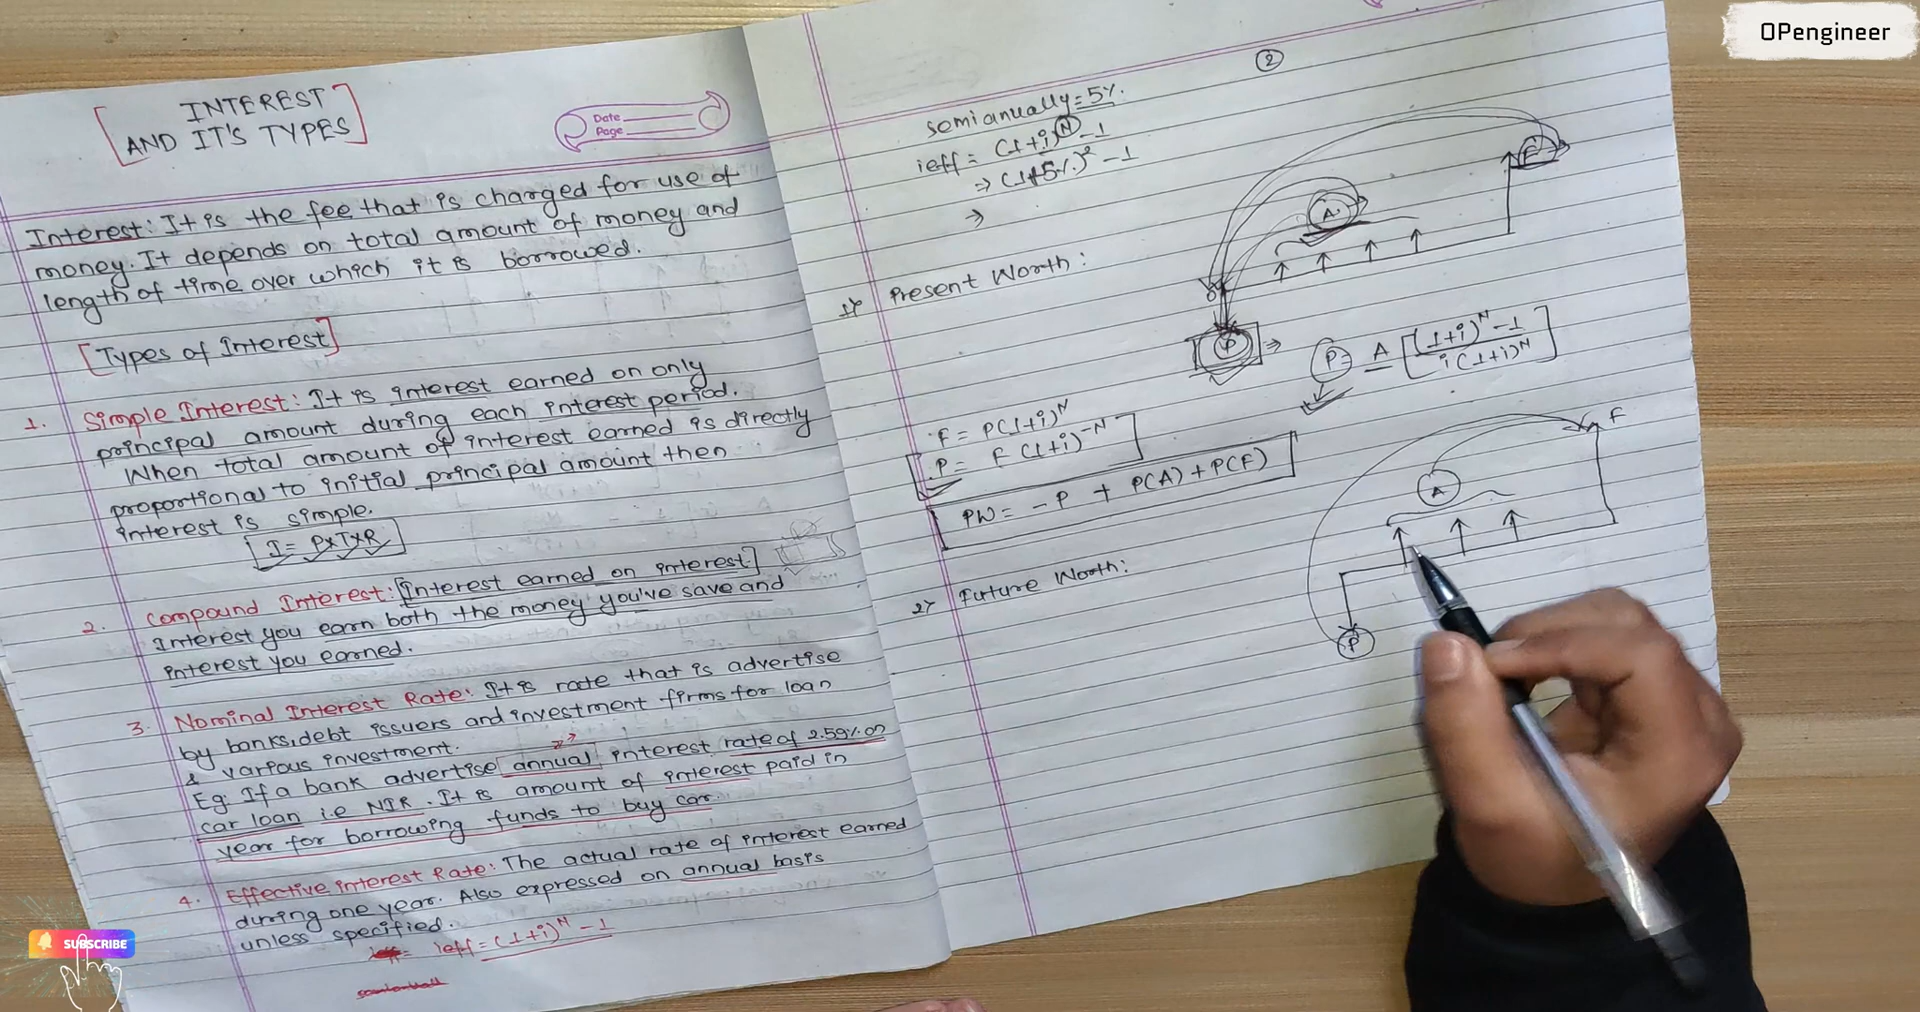 OPengineer
INTEREST
AND IT'S TYPES
Date
Page
Interest: It is the fee that is charged for use of
money. It depends on total amount of money and
length of time over which it is borrowed.
[Types of Interest]
1. Simple Interest: It is interest earned on only
principal amount during each interest period.
When total amount of interest earned is directly
proportional to initial principal amount then
interest is simple.
I = P×T×R
2. Compound Interest: [Interest earned on interest]
Interest you earn both the money you've save and
interest you earned.
3. Nominal Interest Rate: It is rate that is advertise
by banks, debt issuers and investment firms for loan
& various investment.
Eg: If a bank advertise annual interest rate of 2.59% on
car loan i.e NIR. It is amount of interest paid in
year for borrowing funds to buy car.
4. Effective interest Rate: The actual rate of interest earned
during one year. Also expressed on annual basis
unless specified.
ieff = (1+i)^N - 1
SUBSCRIBE
2
semianually = 5%.
ieff = (1+i)^N - 1
⇒ (1+5%)^2 - 1
⇒
1) Present Worth:
A
F
0
P
P = A [(1+i)^N - 1 / i(1+i)^N]
F = P(1+i)^N
P = F(1+i)^-N
PW = -P + P(A) + P(F)
2) Future Worth:
F
A
P